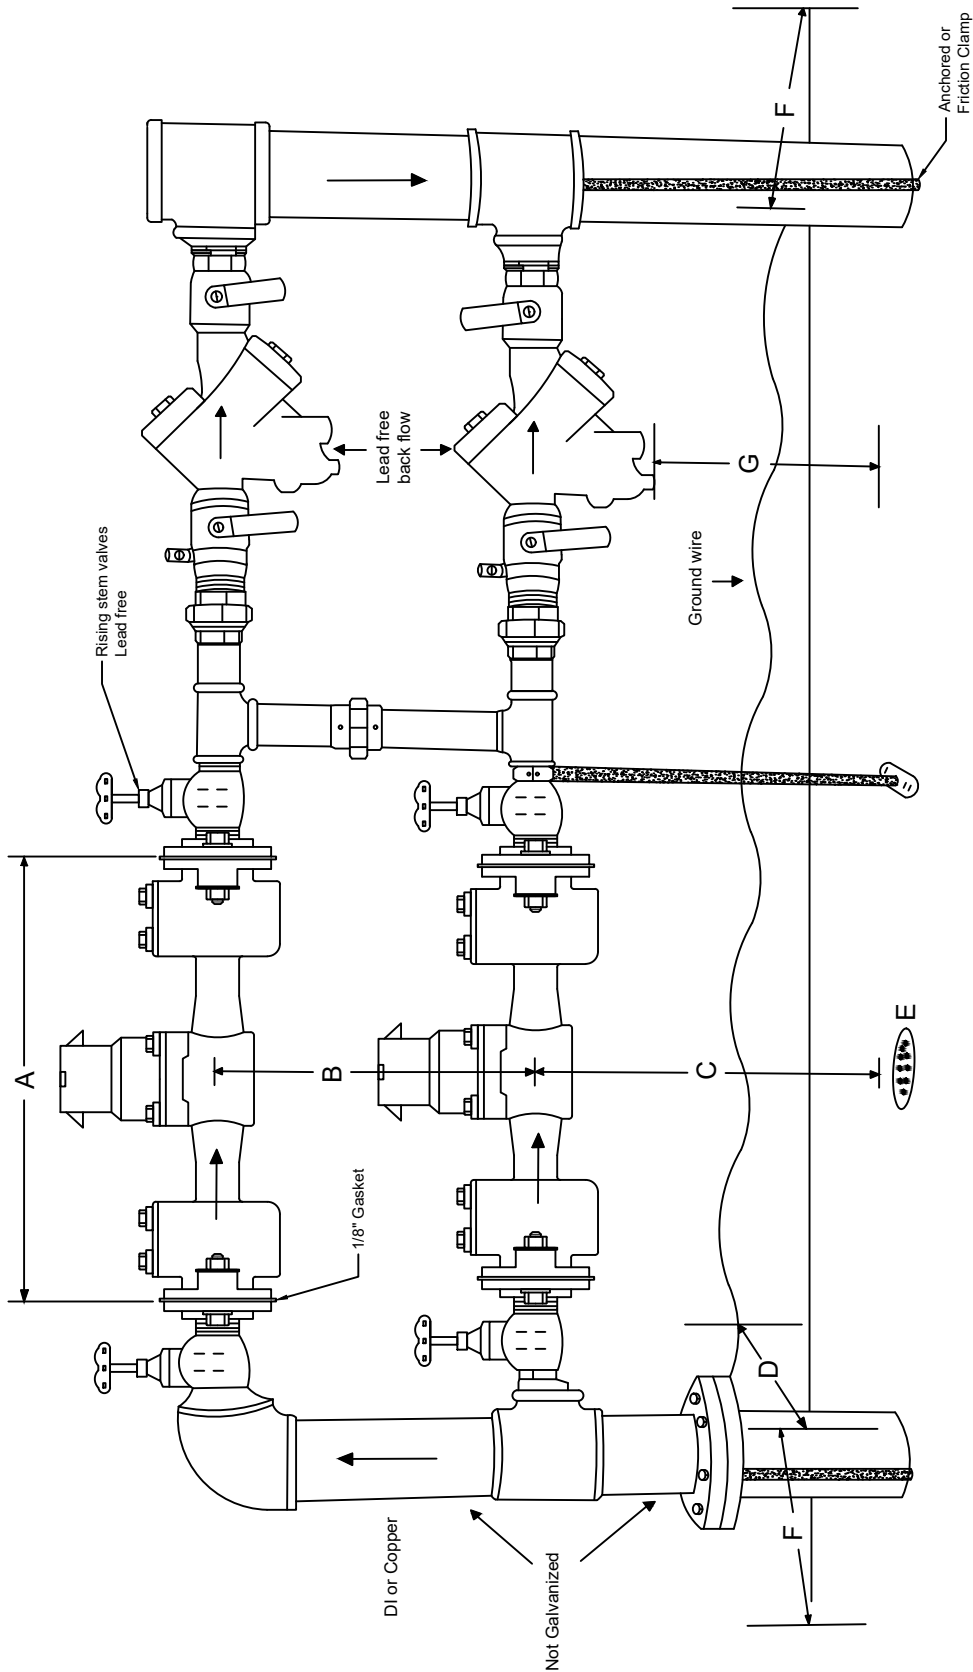 A
B
C
D
E
F
F
G
Rising stem valves
Lead free
Lead free
back flow
1/8" Gasket
Ground wire
DI or Copper
Not Galvanized
Anchored or
Friction Clamp